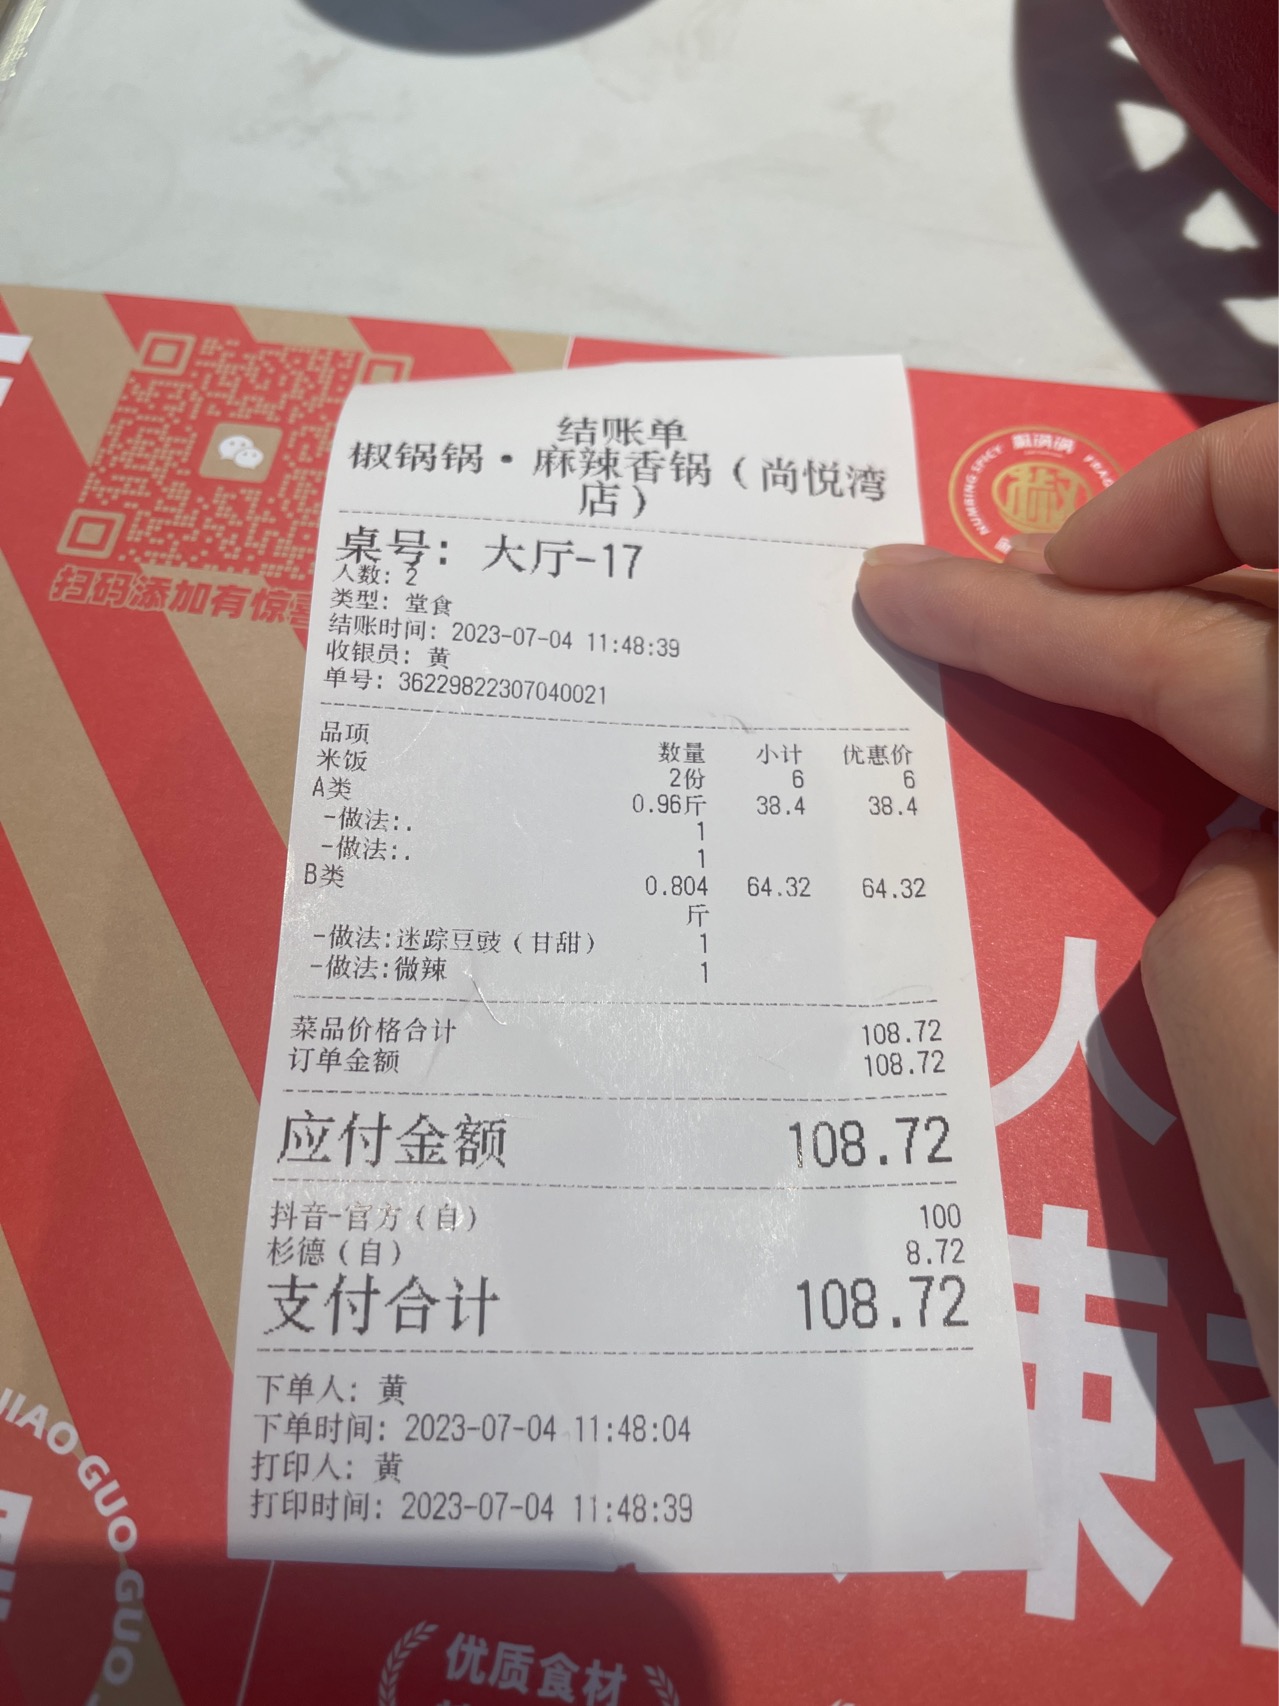 结账单
椒锅锅·麻辣香锅（尚悦湾
店）
桌号：大厅-17
人数：2
类型：堂食
结账时间：2023-07-04 11:48:39
收银员：黄
单号：36229822307040021
品项 数量 小计 优惠价
米饭 2份 6 6
A类 0.96斤 38.4 38.4
-做法:. 1
-做法:. 1
B类 0.804 64.32 64.32
斤
-做法:迷踪豆豉（甘甜） 1
-做法:微辣 1
菜品价格合计 108.72
订单金额 108.72
应付金额 108.72
抖音-官方（自） 100
杉德（自） 8.72
支付合计 108.72
下单人：黄
下单时间：2023-07-04 11:48:04
打印人：黄
打印时间：2023-07-04 11:48:39
扫码添加有惊喜
椒锅锅
NUMBING SPICY
人
辣
JIAO GUO GUO
优质食材